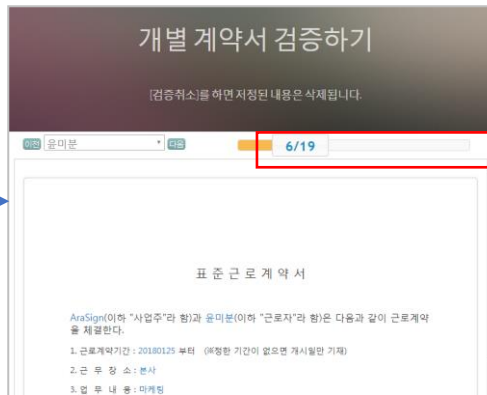 개별 계약서 검증하기
[검증취소]를 하면 저정된 내용은 삭제됩니다.
이전 윤미분 다음 6/19
표 준 근 로 계 약 서
AraSign(이하 "사업주"라 함)과 윤미분(이하 "근로자"라 함)은 다음과 같이 근로계약
을 체결한다.
1. 근로계약기간 : 20180125 부터 (※정한 기간이 없으면 개시일만 기재)
2. 근 무 장 소 : 본사
3. 업 무 내 용 : 마케팅